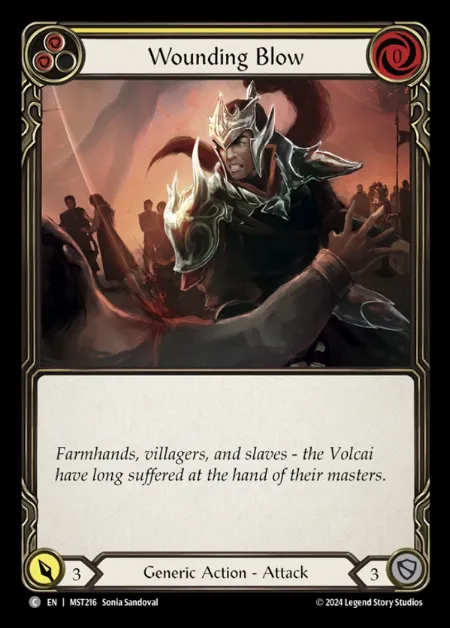 Wounding Blow
0
Farmhands, villagers, and slaves - the Volcai
have long suffered at the hand of their masters.
3
Generic Action - Attack
3
C EN | MST216 Sonia Sandoval
© 2024 Legend Story Studios